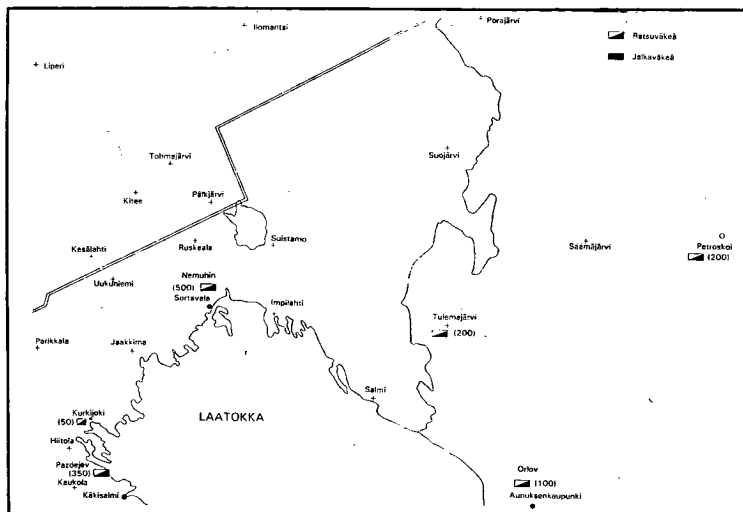 Ilomantsi
Porajärvi
Ratsuväkeä
Jalkaväkeä
Liperi
Tohmajärvi
Suojärvi
Kitee
Pälkjärvi
Ruskeala
Suistamo
Säämäjärvi
Petroskoi
(200)
Kesälahti
Uukuniemi
Nemuhin
(500)
Sortavala
Impilahti
Tulemajärvi
(200)
Parikkala
Jaakkima
Salmi
LAATOKKA
Kurkijoki
(50)
Hiitola
Pazdejev
(350)
Kaukola
Käkisalmi
Orlov
(100)
Aunuksenkaupunki